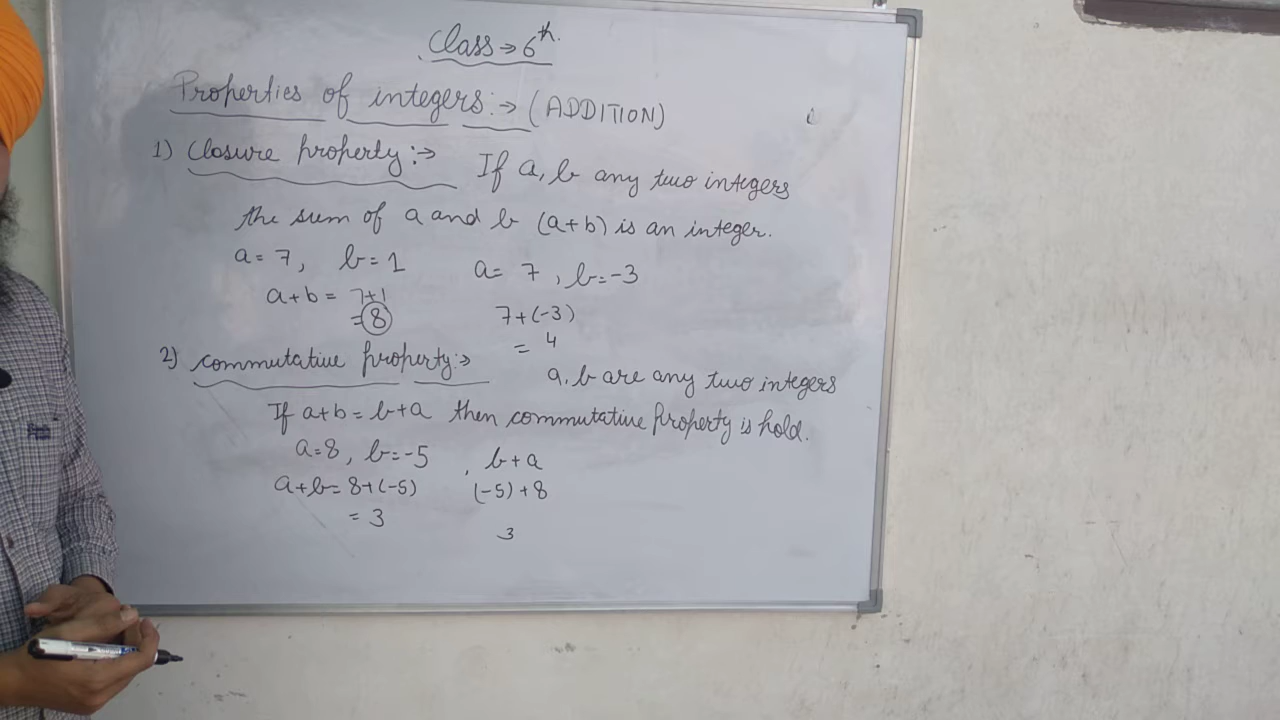 Class → 6th.
Properties of integers :→ (ADDITION)
1) Closure property :→ If a, b any two integers
the sum of a and b (a+b) is an integer.
a = 7, b = 1 a = 7, b = -3
a+b = 7+1 7+(-3)
= 8 = 4
2) commutative property :→ a, b are any two integers
If a+b = b+a then commutative Property is hold.
a = 8, b = -5 , b+a
a+b = 8+(-5) (-5)+8
= 3 3